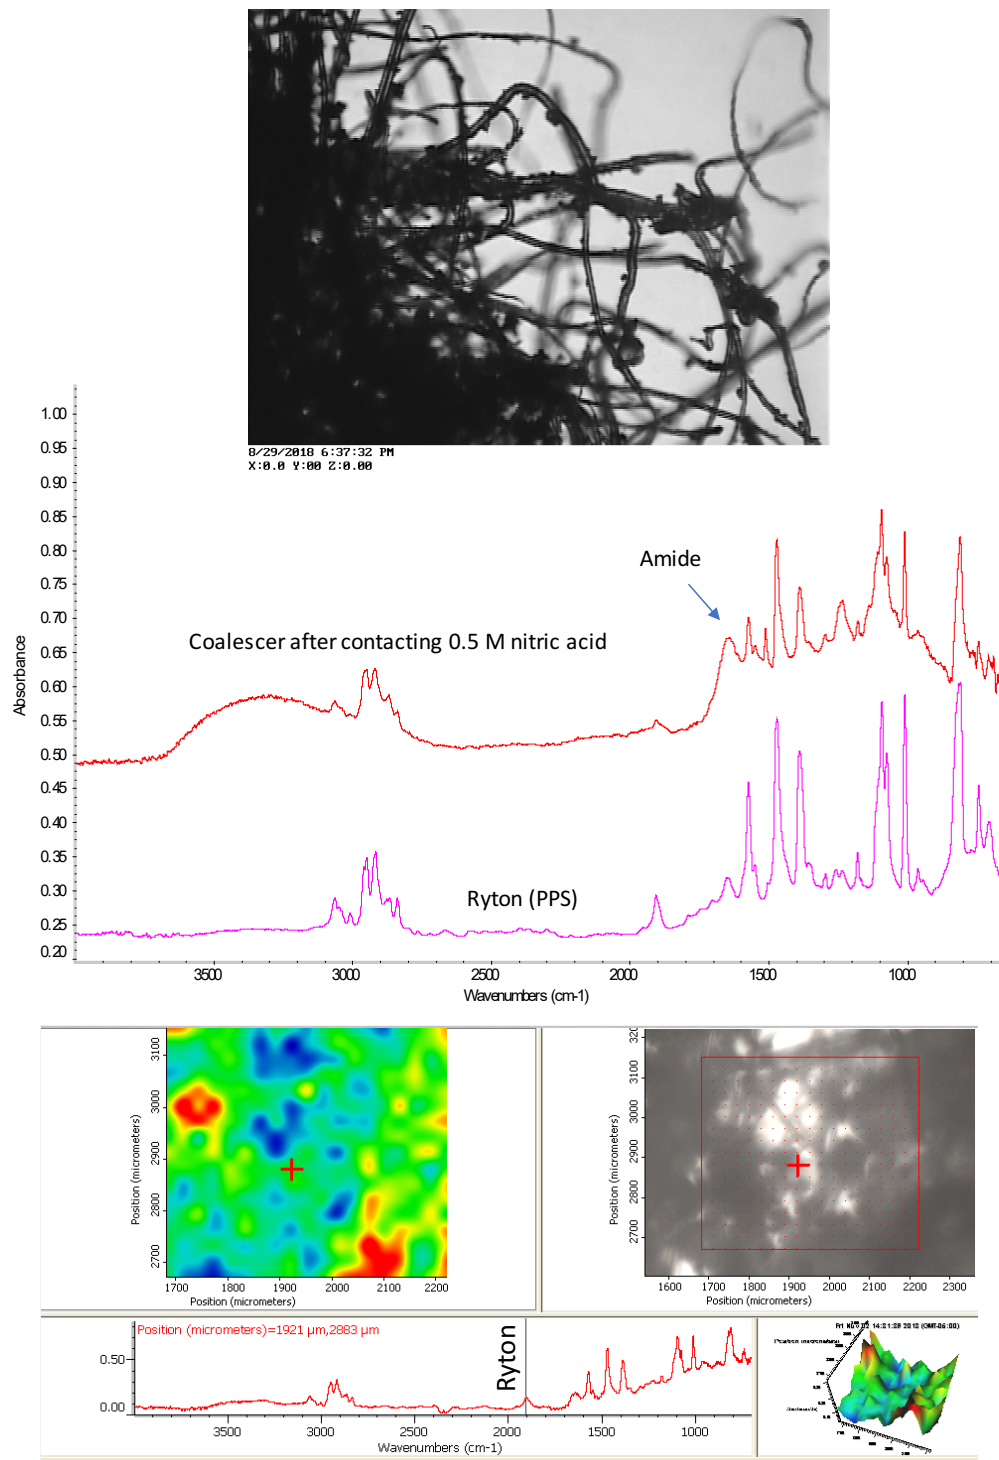 8/29/2018 6:37:32 PM
X:0.0 Y:00 Z:0.00
1.00
0.95
0.90
0.85
0.80
0.75
0.70
0.65
0.60
0.55
0.50
0.45
0.40
0.35
0.30
0.25
0.20
Absorbance
Amide
Coalescer after contacting 0.5 M nitric acid
Ryton (PPS)
3500 3000 2500 2000 1500 1000
Wavenumbers (cm-1)
3100
3000
2900
2800
2700
Position (micrometers)
1700 1800 1900 2000 2100 2200
Position (micrometers)
3100
3000
2900
2800
2700
Position (micrometers)
1600 1700 1800 1900 2000 2100 2200 2300
Position (micrometers)
Position (micrometers)=1921 µm,2883 µm
Ryton
0.50
0.00
3500 3000 2500 2000 1500 1000
Wavenumbers (cm-1)